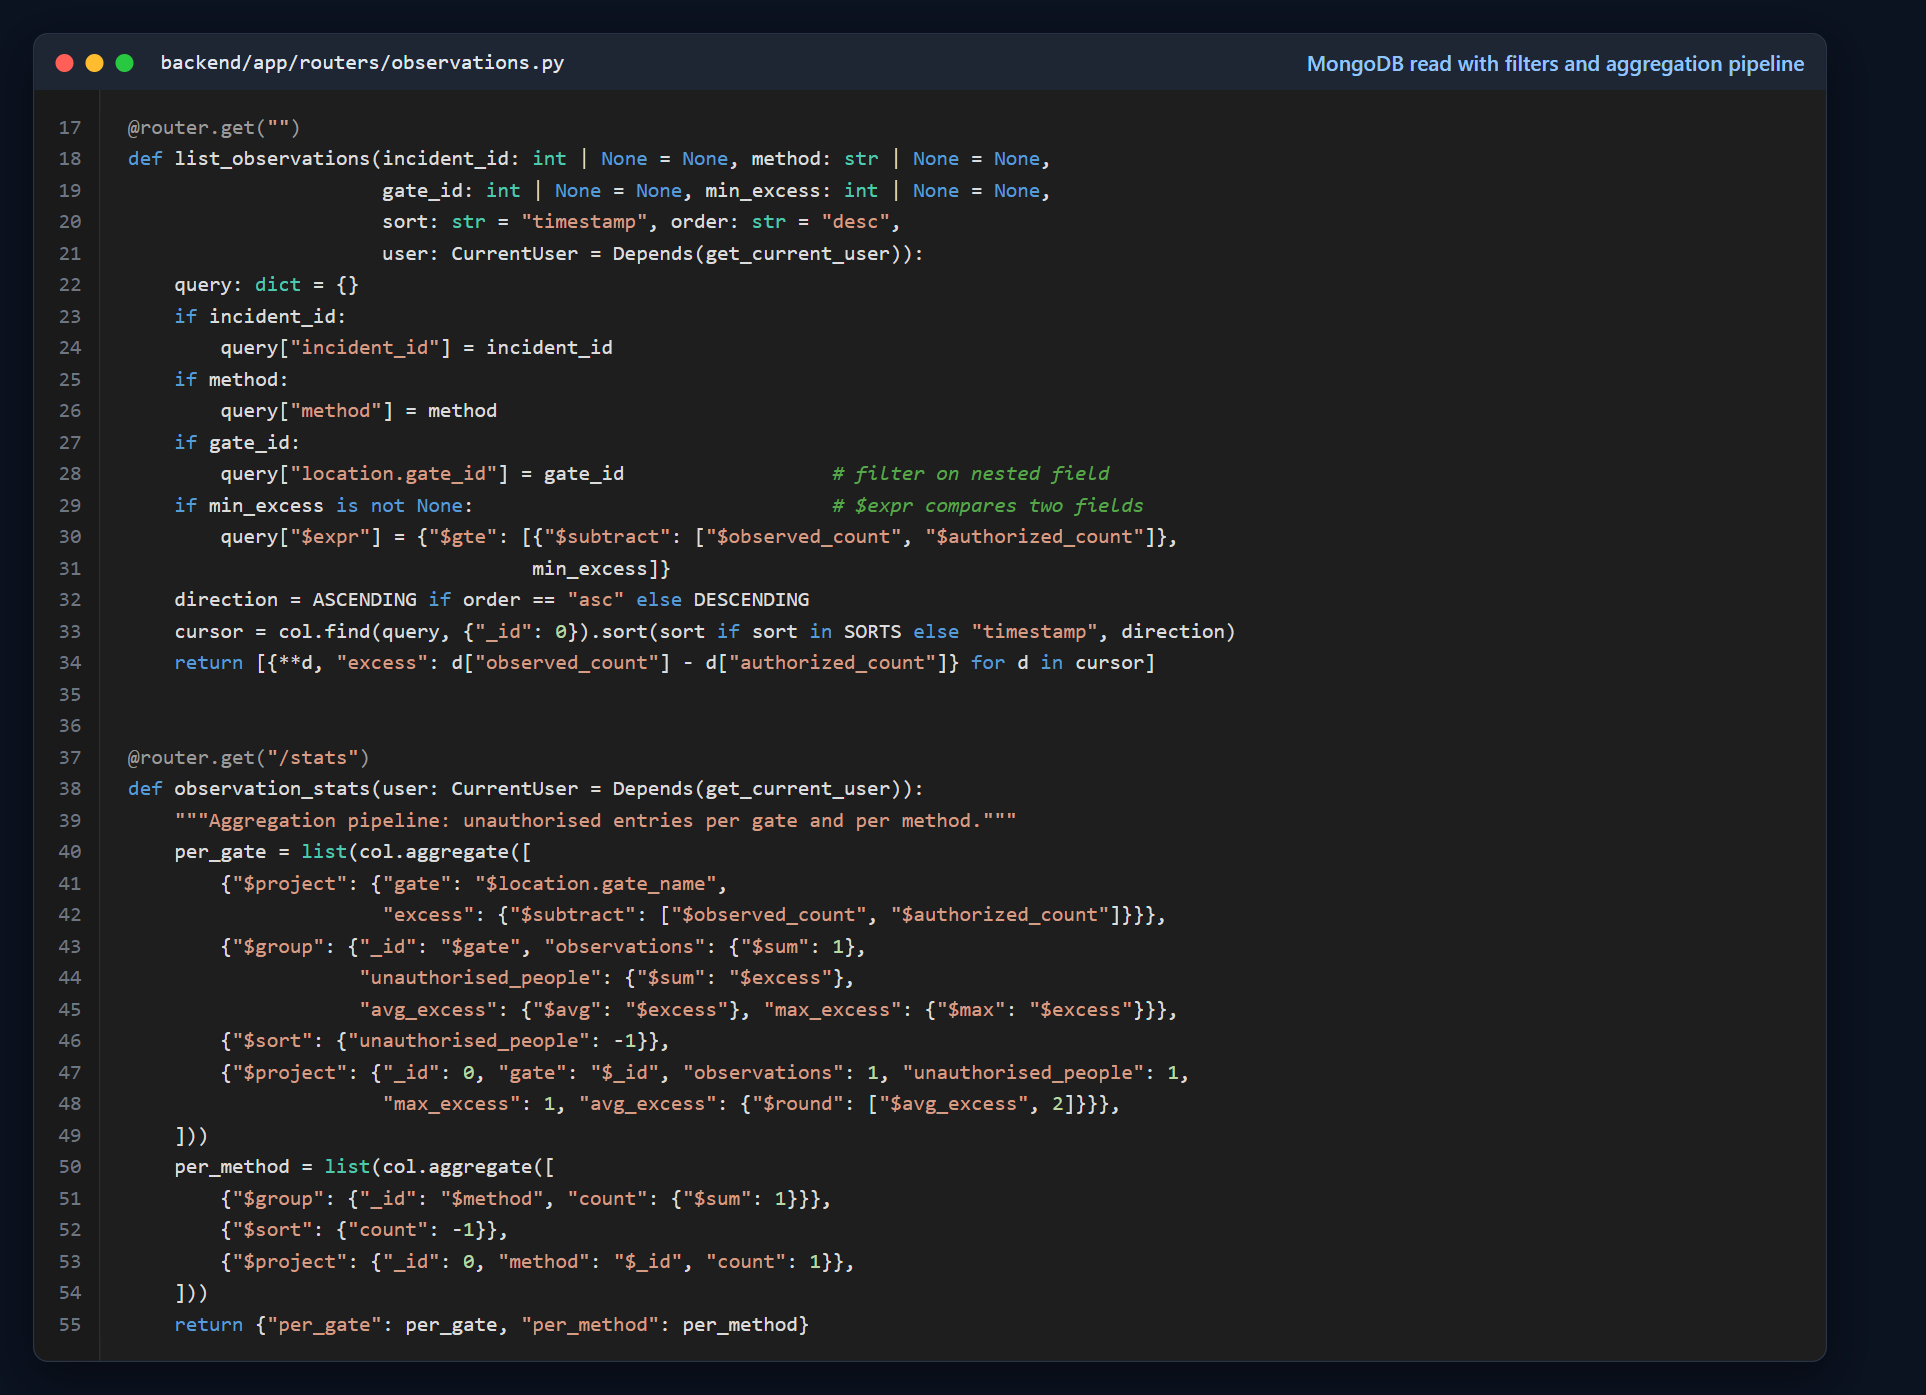 backend/app/routers/observations.py
MongoDB read with filters and aggregation pipeline
17 @router.get("")
18 def list_observations(incident_id: int | None = None, method: str | None = None,
19                       gate_id: int | None = None, min_excess: int | None = None,
20                       sort: str = "timestamp", order: str = "desc",
21                       user: CurrentUser = Depends(get_current_user)):
22     query: dict = {}
23     if incident_id:
24         query["incident_id"] = incident_id
25     if method:
26         query["method"] = method
27     if gate_id:
28         query["location.gate_id"] = gate_id                  # filter on nested field
29     if min_excess is not None:                               # $expr compares two fields
30         query["$expr"] = {"$gte": [{"$subtract": ["$observed_count", "$authorized_count"]},
31                                    min_excess]}
32     direction = ASCENDING if order == "asc" else DESCENDING
33     cursor = col.find(query, {"_id": 0}).sort(sort if sort in SORTS else "timestamp", direction)
34     return [{**d, "excess": d["observed_count"] - d["authorized_count"]} for d in cursor]
35
36
37 @router.get("/stats")
38 def observation_stats(user: CurrentUser = Depends(get_current_user)):
39     """Aggregation pipeline: unauthorised entries per gate and per method."""
40     per_gate = list(col.aggregate([
41         {"$project": {"gate": "$location.gate_name",
42                       "excess": {"$subtract": ["$observed_count", "$authorized_count"]}}},
43         {"$group": {"_id": "$gate", "observations": {"$sum": 1},
44                     "unauthorised_people": {"$sum": "$excess"},
45                     "avg_excess": {"$avg": "$excess"}, "max_excess": {"$max": "$excess"}}},
46         {"$sort": {"unauthorised_people": -1}},
47         {"$project": {"_id": 0, "gate": "$_id", "observations": 1, "unauthorised_people": 1,
48                       "max_excess": 1, "avg_excess": {"$round": ["$avg_excess", 2]}}},
49     ]))
50     per_method = list(col.aggregate([
51         {"$group": {"_id": "$method", "count": {"$sum": 1}}},
52         {"$sort": {"count": -1}},
53         {"$project": {"_id": 0, "method": "$_id", "count": 1}},
54     ]))
55     return {"per_gate": per_gate, "per_method": per_method}